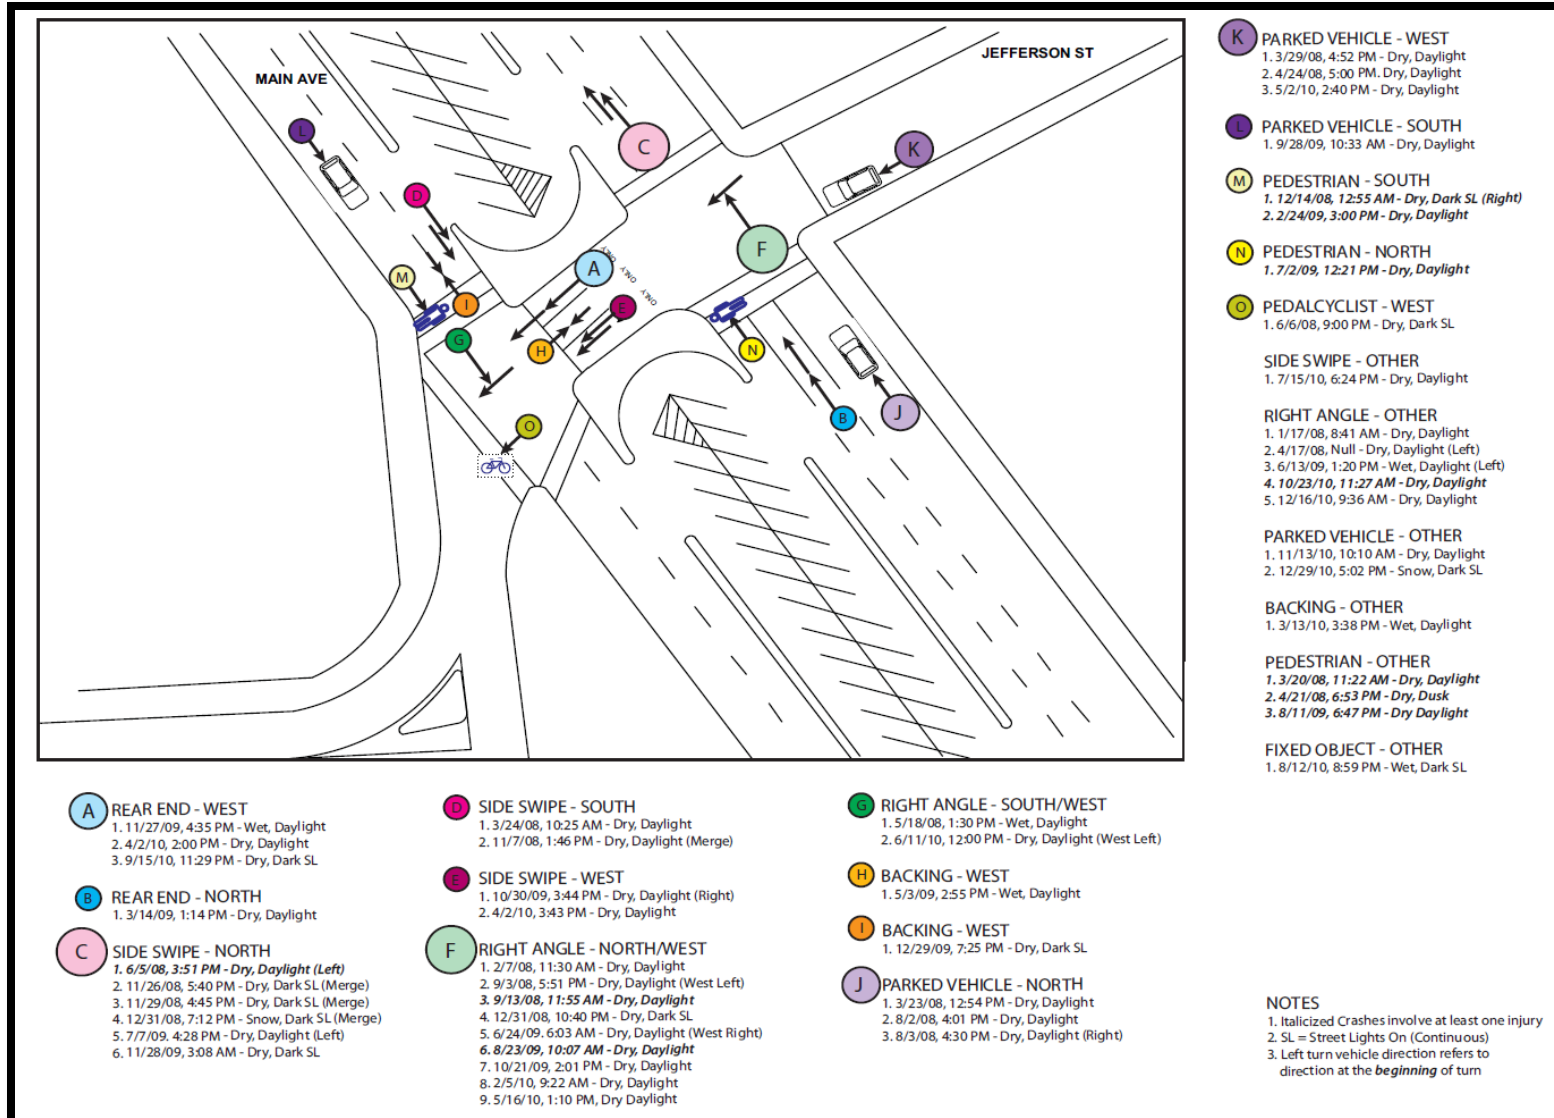 MAIN AVE
JEFFERSON ST
L
K
C
D
F
A
M
I
E
G
H
N
B
J
O
ONLY
ONLY
ONLY
K PARKED VEHICLE - WEST
1. 3/29/08, 4:52 PM - Dry, Daylight
2. 4/24/08, 5:00 PM. Dry, Daylight
3. 5/2/10, 2:40 PM - Dry, Daylight
L PARKED VEHICLE - SOUTH
1. 9/28/09, 10:33 AM - Dry, Daylight
M PEDESTRIAN - SOUTH
1. 12/14/08, 12:55 AM - Dry, Dark SL (Right)
2. 2/24/09, 3:00 PM - Dry, Daylight
N PEDESTRIAN - NORTH
1. 7/2/09, 12:21 PM - Dry, Daylight
O PEDALCYCLIST - WEST
1. 6/6/08, 9:00 PM - Dry, Dark SL
SIDE SWIPE - OTHER
1. 7/15/10, 6:24 PM - Dry, Daylight
RIGHT ANGLE - OTHER
1. 1/17/08, 8:41 AM - Dry, Daylight
2. 4/17/08, Null - Dry, Daylight (Left)
3. 6/13/09, 1:20 PM - Wet, Daylight (Left)
4. 10/23/10, 11:27 AM - Dry, Daylight
5. 12/16/10, 9:36 AM - Dry, Daylight
PARKED VEHICLE - OTHER
1. 11/13/10, 10:10 AM - Dry, Daylight
2. 12/29/10, 5:02 PM - Snow, Dark SL
BACKING - OTHER
1. 3/13/10, 3:38 PM - Wet, Daylight
PEDESTRIAN - OTHER
1. 3/20/08, 11:22 AM - Dry, Daylight
2. 4/21/08, 6:53 PM - Dry, Dusk
3. 8/11/09, 6:47 PM - Dry Daylight
FIXED OBJECT - OTHER
1. 8/12/10, 8:59 PM - Wet, Dark SL
A REAR END - WEST
1. 11/27/09, 4:35 PM - Wet, Daylight
2. 4/2/10, 2:00 PM - Dry, Daylight
3. 9/15/10, 11:29 PM - Dry, Dark SL
B REAR END - NORTH
1. 3/14/09, 1:14 PM - Dry, Daylight
C SIDE SWIPE - NORTH
1. 6/5/08, 3:51 PM - Dry, Daylight (Left)
2. 11/26/08, 5:40 PM - Dry, Dark SL (Merge)
3. 11/29/08, 4:45 PM - Dry, Dark SL (Merge)
4. 12/31/08, 7:12 PM - Snow, Dark SL (Merge)
5. 7/7/09. 4:28 PM - Dry, Daylight (Left)
6. 11/28/09, 3:08 AM - Dry, Dark SL
D SIDE SWIPE - SOUTH
1. 3/24/08, 10:25 AM - Dry, Daylight
2. 11/7/08, 1:46 PM - Dry, Daylight (Merge)
E SIDE SWIPE - WEST
1. 10/30/09, 3:44 PM - Dry, Daylight (Right)
2. 4/2/10, 3:43 PM - Dry, Daylight
F RIGHT ANGLE - NORTH/WEST
1. 2/7/08, 11:30 AM - Dry, Daylight
2. 9/3/08, 5:51 PM - Dry, Daylight (West Left)
3. 9/13/08, 11:55 AM - Dry, Daylight
4. 12/31/08, 10:40 PM - Dry, Dark SL
5. 6/24/09. 6:03 AM - Dry, Daylight (West Right)
6. 8/23/09, 10:07 AM - Dry, Daylight
7. 10/21/09, 2:01 PM - Dry, Daylight
8. 2/5/10, 9:22 AM - Dry, Daylight
9. 5/16/10, 1:10 PM, Dry Daylight
G RIGHT ANGLE - SOUTH/WEST
1. 5/18/08, 1:30 PM - Wet, Daylight
2. 6/11/10, 12:00 PM - Dry, Daylight (West Left)
H BACKING - WEST
1. 5/3/09, 2:55 PM - Wet, Daylight
I BACKING - WEST
1. 12/29/09, 7:25 PM - Dry, Dark SL
J PARKED VEHICLE - NORTH
1. 3/23/08, 12:54 PM - Dry, Daylight
2. 8/2/08, 4:01 PM - Dry, Daylight
3. 8/3/08, 4:30 PM - Dry, Daylight (Right)
NOTES
1. Italicized Crashes involve at least one injury
2. SL = Street Lights On (Continuous)
3. Left turn vehicle direction refers to
direction at the beginning of turn